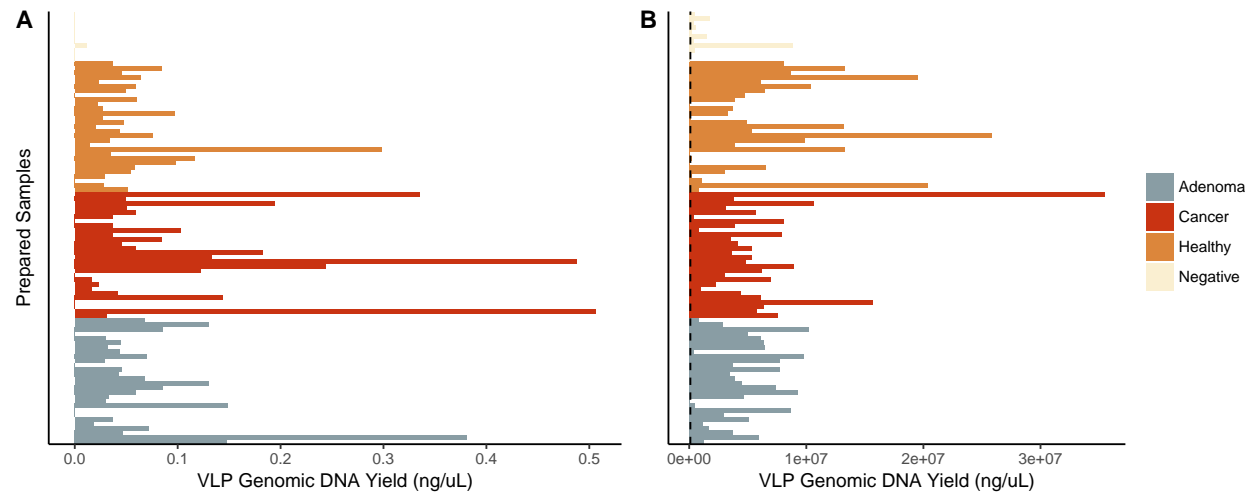 A
B
Prepared Samples
0.0 0.1 0.2 0.3 0.4 0.5
VLP Genomic DNA Yield (ng/uL)
0e+00 1e+07 2e+07 3e+07
VLP Genomic DNA Yield (ng/uL)
Adenoma
Cancer
Healthy
Negative